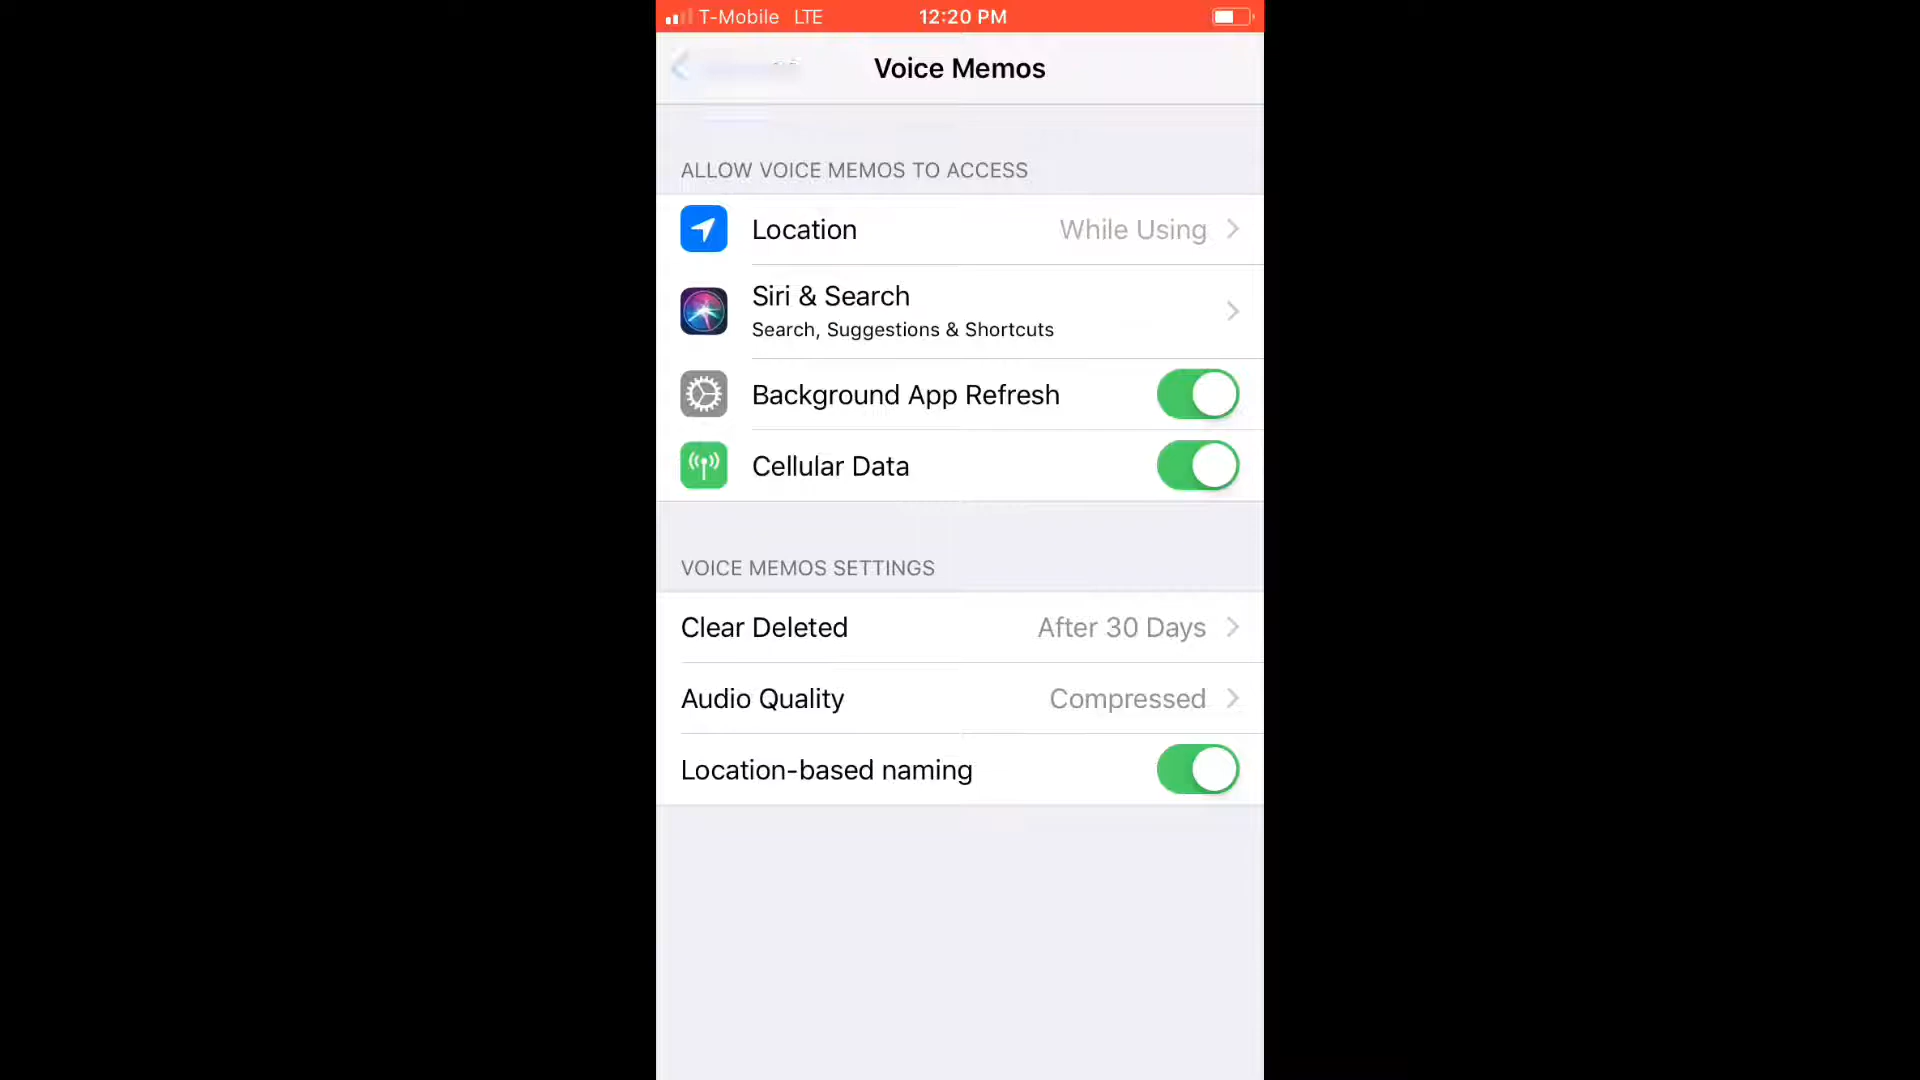 T-Mobile LTE 12:20 PM
Voice Memos
ALLOW VOICE MEMOS TO ACCESS
Location While Using
Siri & Search
Search, Suggestions & Shortcuts
Background App Refresh
Cellular Data
VOICE MEMOS SETTINGS
Clear Deleted After 30 Days
Audio Quality Compressed
Location-based naming